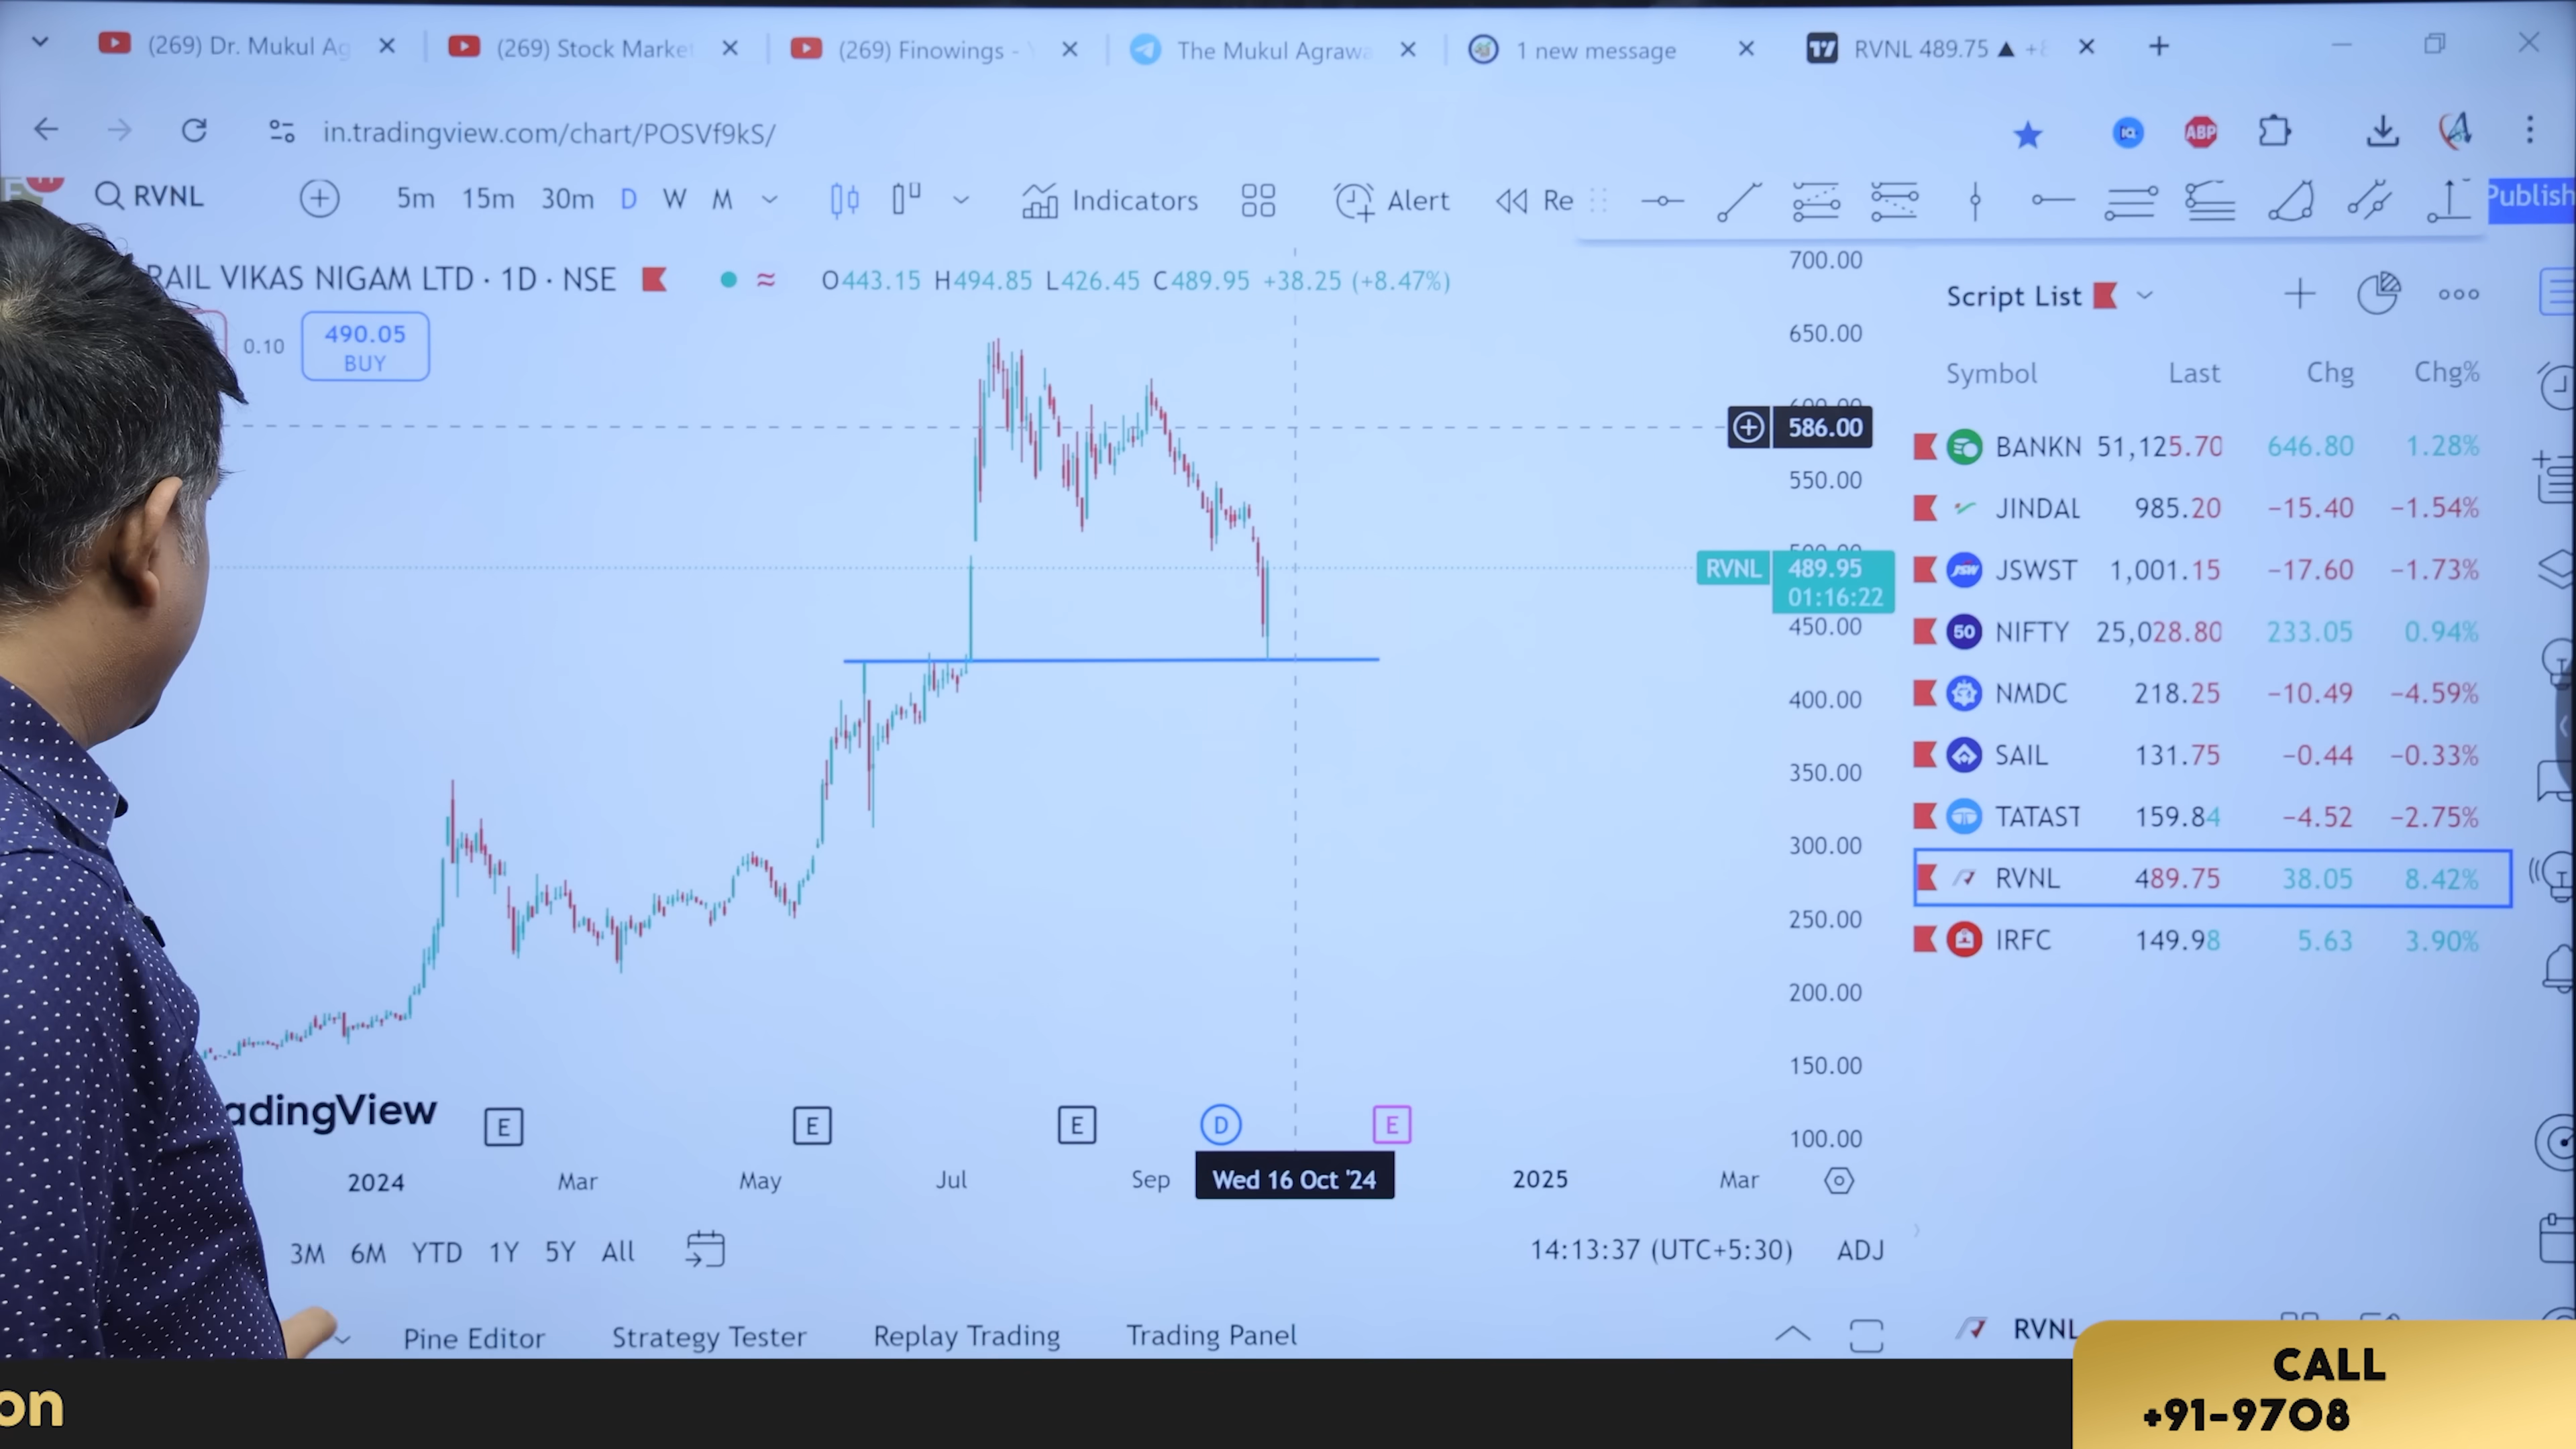 (269) Dr. Mukul Ag
(269) Stock Marke
(269) Finowings -
The Mukul Agrawa
1 new message
RVNL 489.75 ▲ +8
in.tradingview.com/chart/POSVf9kS/
IQ
ABP
RVNL
5m 15m 30m D W M
Indicators
Alert
Re
Publish
RAIL VIKAS NIGAM LTD · 1D · NSE
O443.15 H494.85 L426.45 C489.95 +38.25 (+8.47%)
0.10
490.05
BUY
700.00
650.00
600.00
586.00
550.00
500.00
RVNL 489.95
01:16:22
450.00
400.00
350.00
300.00
250.00
200.00
150.00
100.00
Script List
Symbol Last Chg Chg%
BANKN 51,125.70 646.80 1.28%
JINDAL 985.20 −15.40 −1.54%
JSW JSWST 1,001.15 −17.60 −1.73%
50 NIFTY 25,028.80 233.05 0.94%
NMDC 218.25 −10.49 −4.59%
SAIL 131.75 −0.44 −0.33%
TATAST 159.84 −4.52 −2.75%
RVNL 489.75 38.05 8.42%
IRFC 149.98 5.63 3.90%
adingView
E E E D E
2024 Mar May Jul Sep Wed 16 Oct '24 2025 Mar
3M 6M YTD 1Y 5Y All
14:13:37 (UTC+5:30) ADJ
Pine Editor Strategy Tester Replay Trading Trading Panel
RVNL
on
CALL
+91-9708